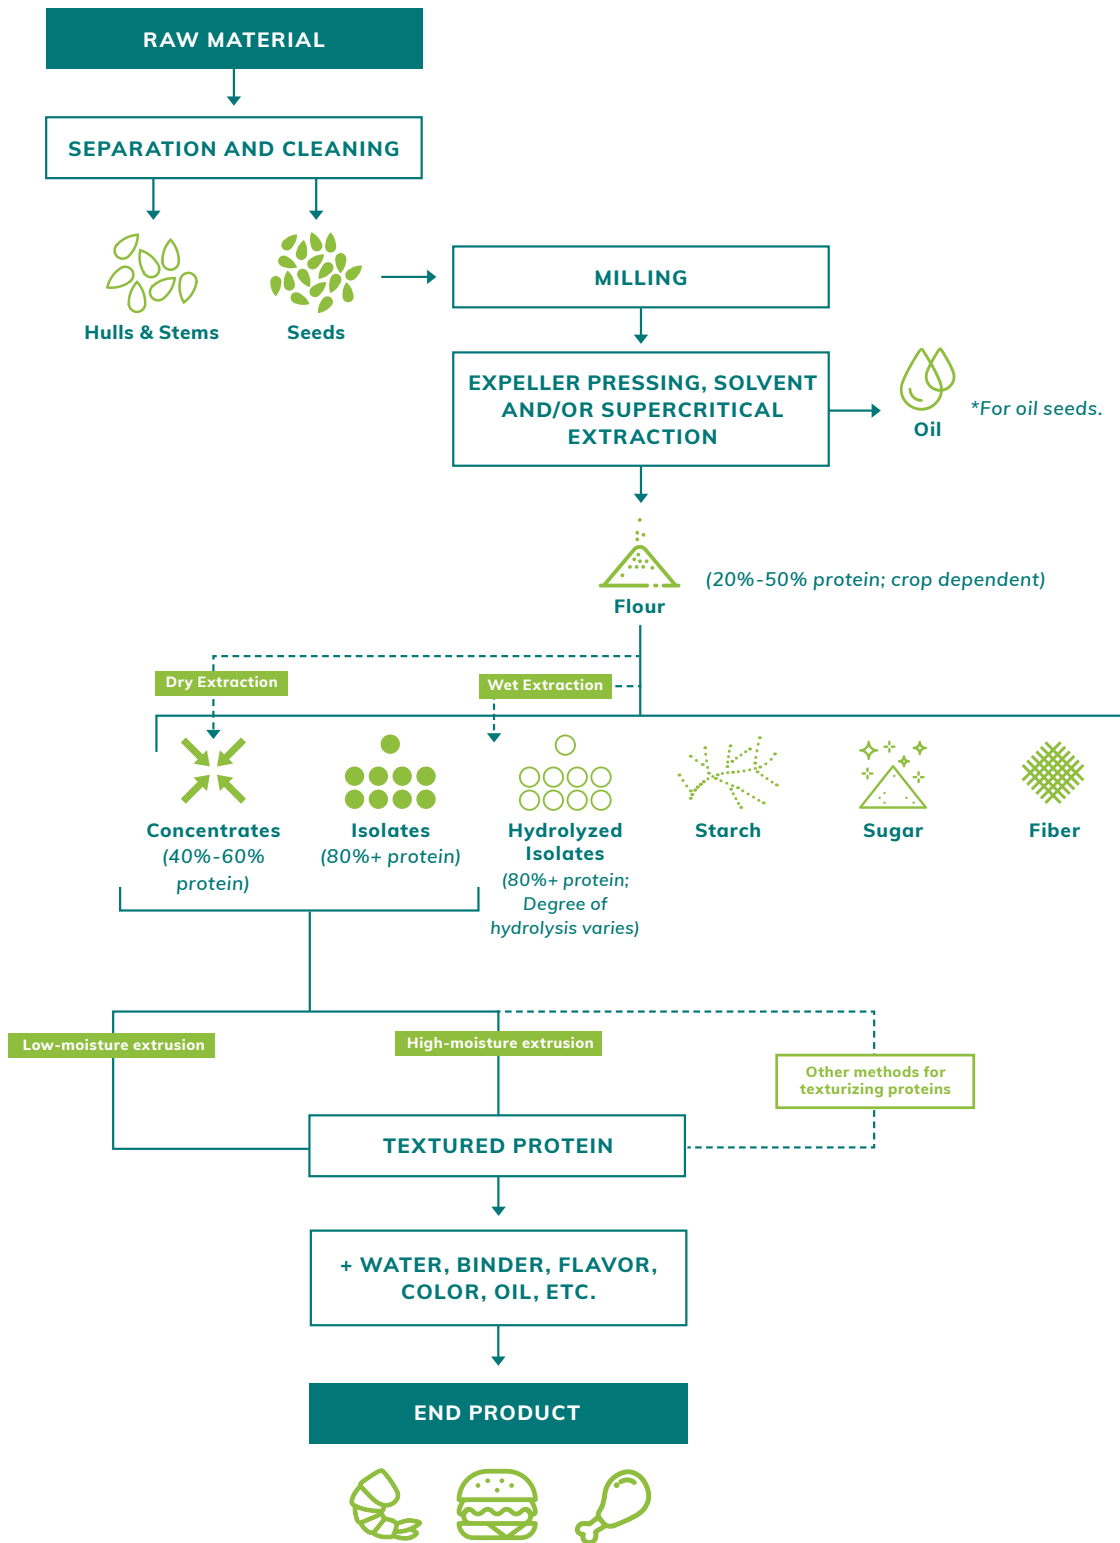 RAW MATERIAL
SEPARATION AND CLEANING
Hulls & Stems
Seeds
MILLING
EXPELLER PRESSING, SOLVENT
AND/OR SUPERCRITICAL
EXTRACTION
Oil
*For oil seeds.
Flour
(20%-50% protein; crop dependent)
Dry Extraction
Wet Extraction
Concentrates
(40%-60%
protein)
Isolates
(80%+ protein)
Hydrolyzed
Isolates
(80%+ protein;
Degree of
hydrolysis varies)
Starch
Sugar
Fiber
Low-moisture extrusion
High-moisture extrusion
Other methods for
texturizing proteins
TEXTURED PROTEIN
+ WATER, BINDER, FLAVOR,
COLOR, OIL, ETC.
END PRODUCT